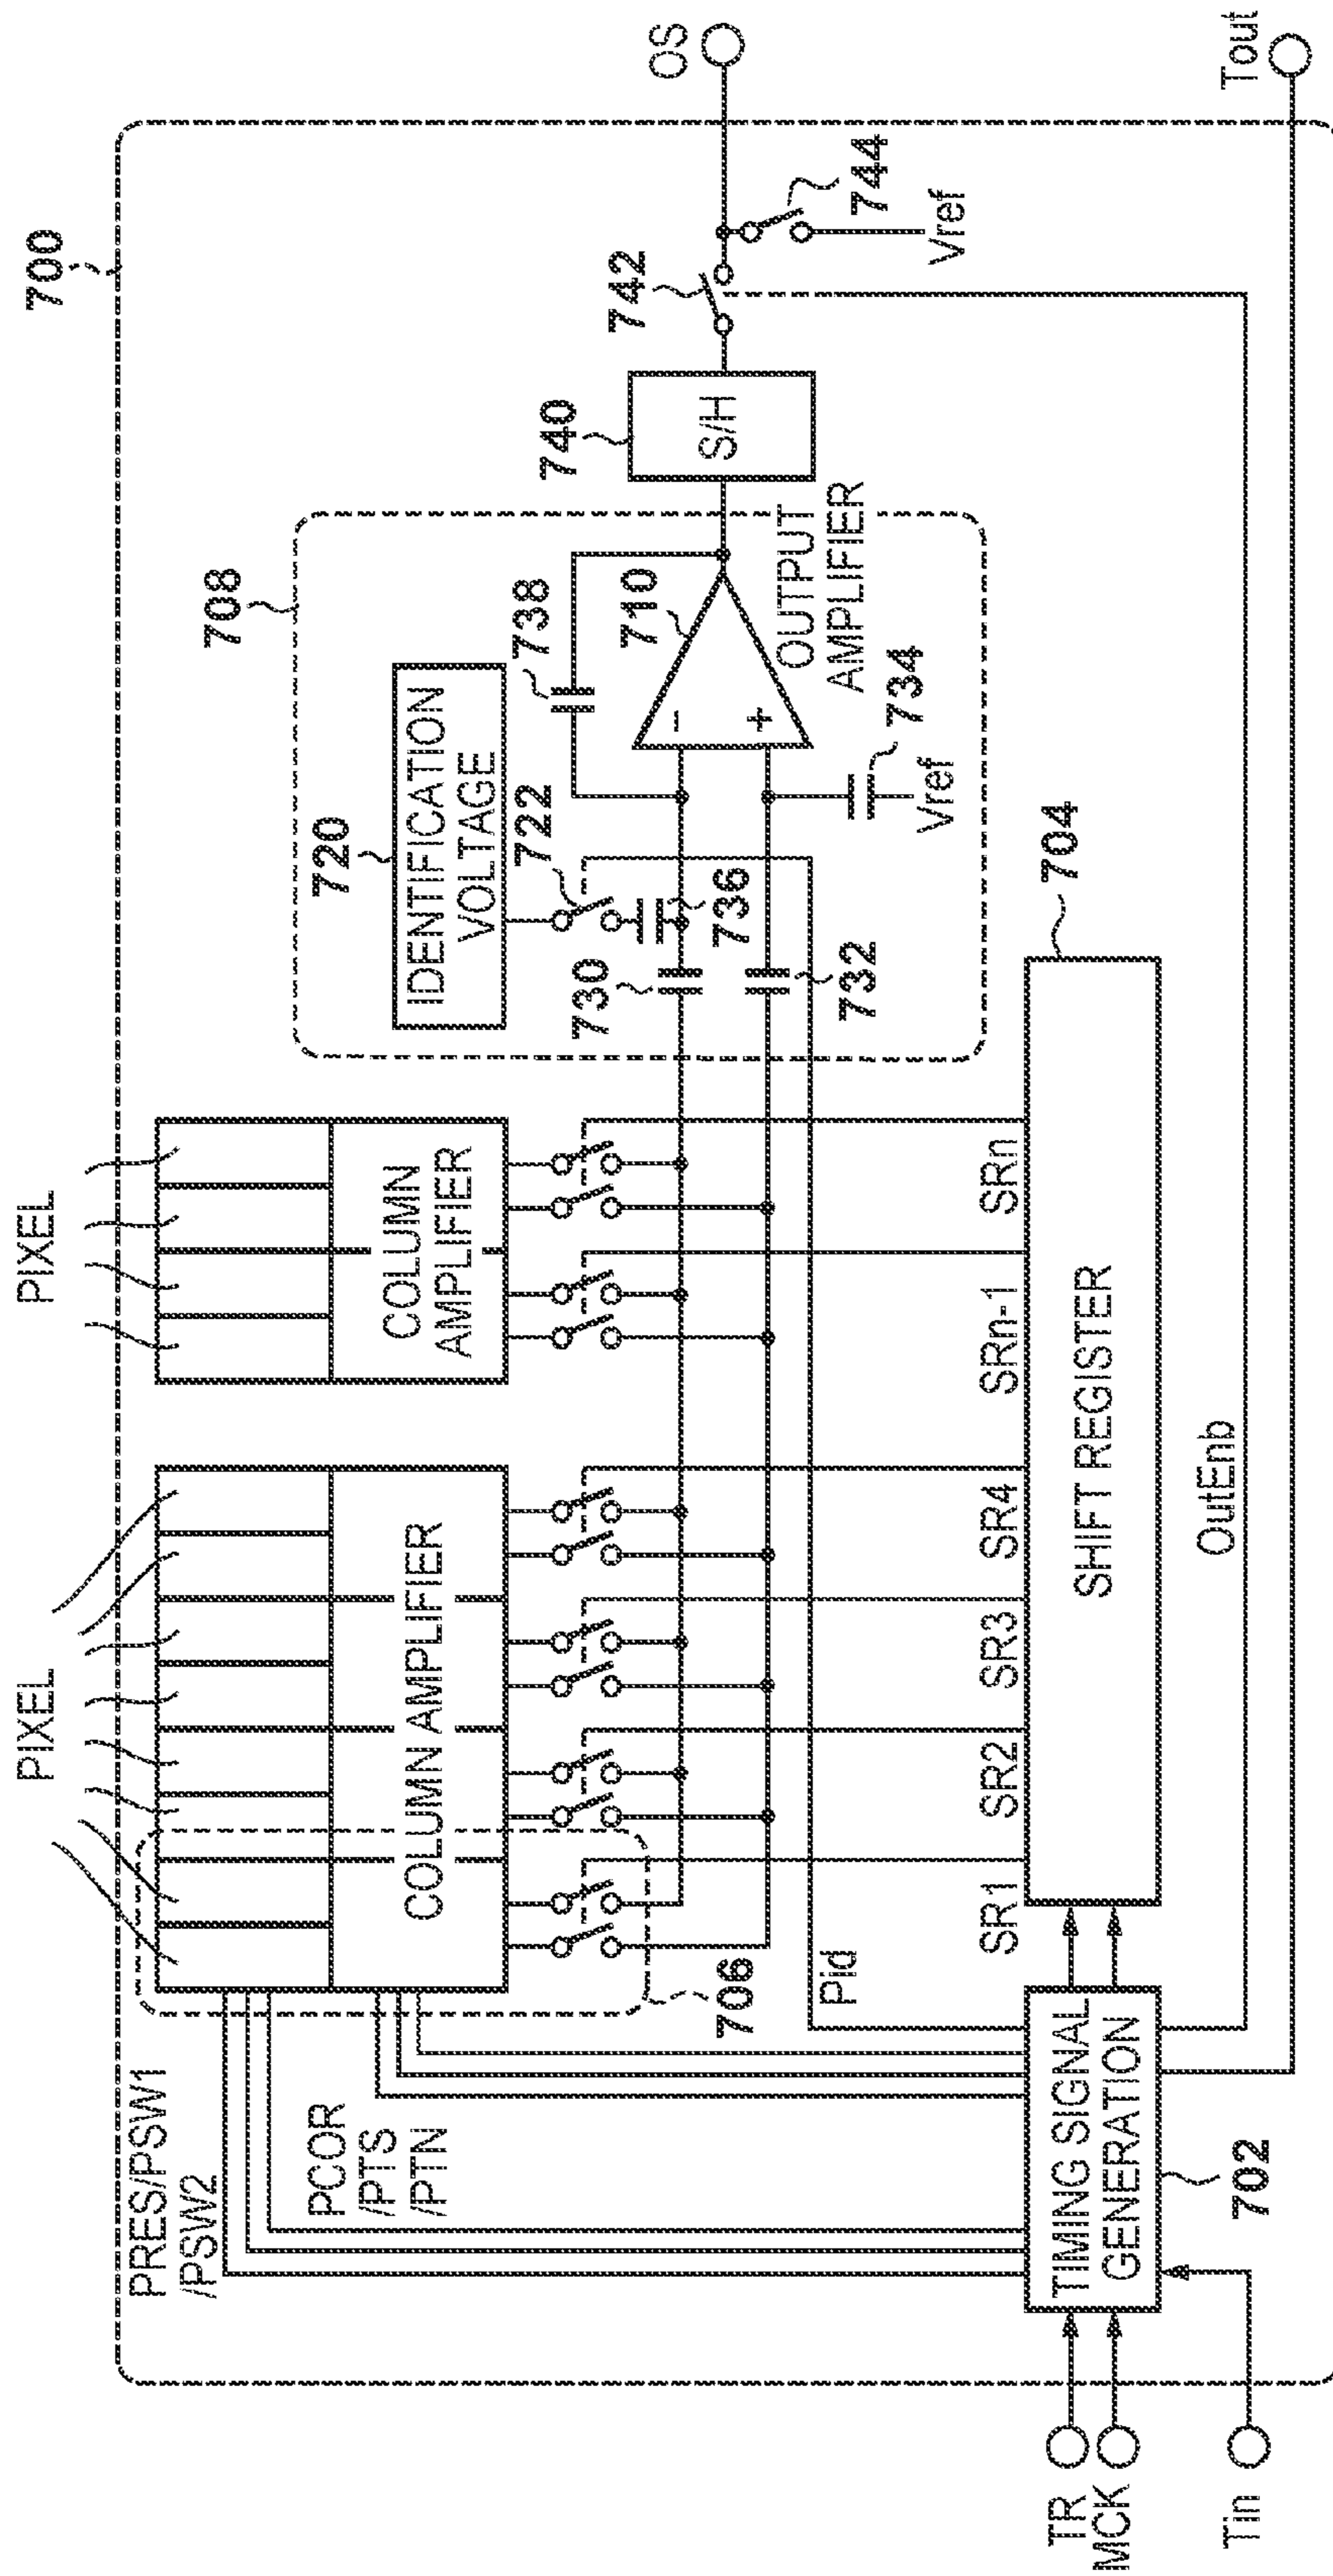 700
PIXEL
PIXEL
PRES/PSW1
/PSW2
PCOR
/PTS
/PTN
COLUMN AMPLIFIER
COLUMN
AMPLIFIER
706
708
720
IDENTIFICATION
VOLTAGE
722
730
736
732
738
710
-
+
OUTPUT
AMPLIFIER
734
Vref
740
S/H
742
744
Vref
OS
Pid
SR1
SR2
SR3
SR4
SRn-1
SRn
704
SHIFT REGISTER
TIMING SIGNAL
GENERATION
702
OutEnb
TR
MCK
Tin
Tout